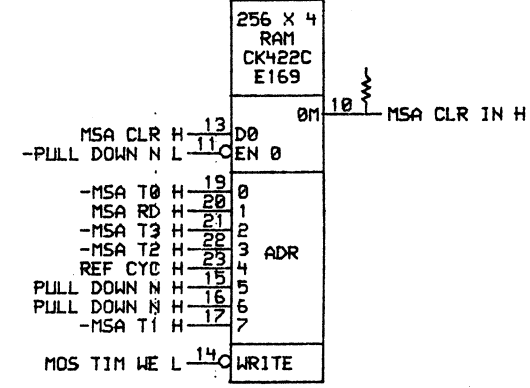 256 X 4
RAM
CK422C
E169
0M 10 -MSA CLR IN H
MSA CLR H 13 D0
-PULL DOWN N L 11 EN 0
-MSA T0 H 19 0
MSA RD H 20 1
-MSA T3 H 21 2
-MSA T2 H 22 3
ADR
REF CYC H 23 4
PULL DOWN N H 15 5
PULL DOWN N H 16 6
-MSA T1 H 17 7
MOS TIM WE L 14 WRITE